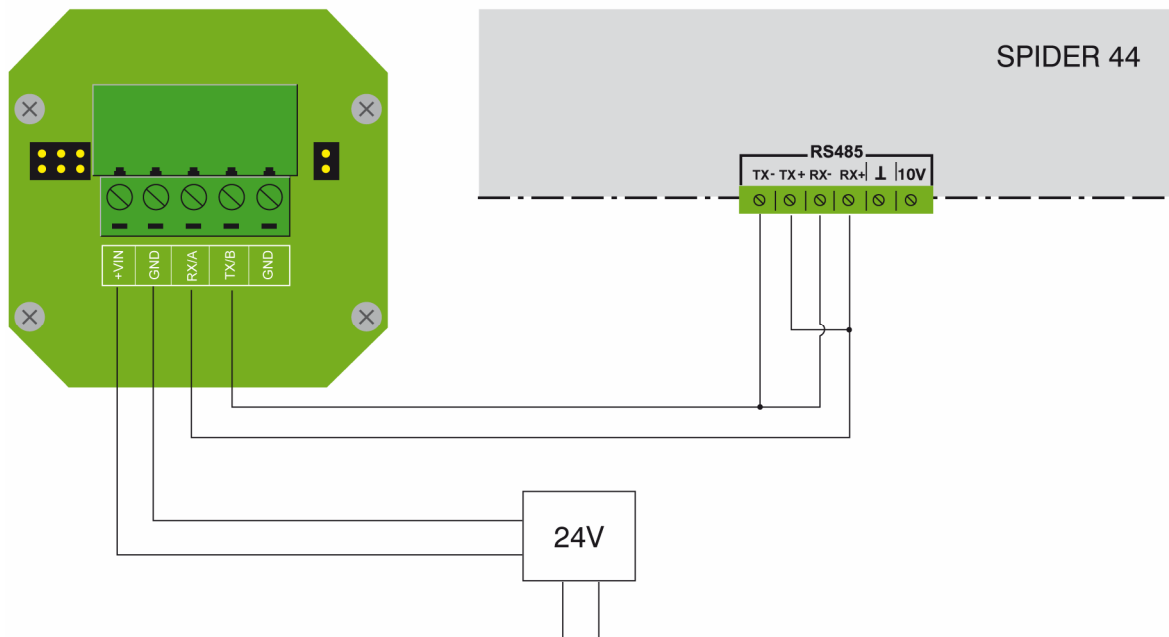 SPIDER 44
RS485
TX- TX+ RX- RX+ ⊥ 10V
+VIN GND RX/A TX/B GND
24V